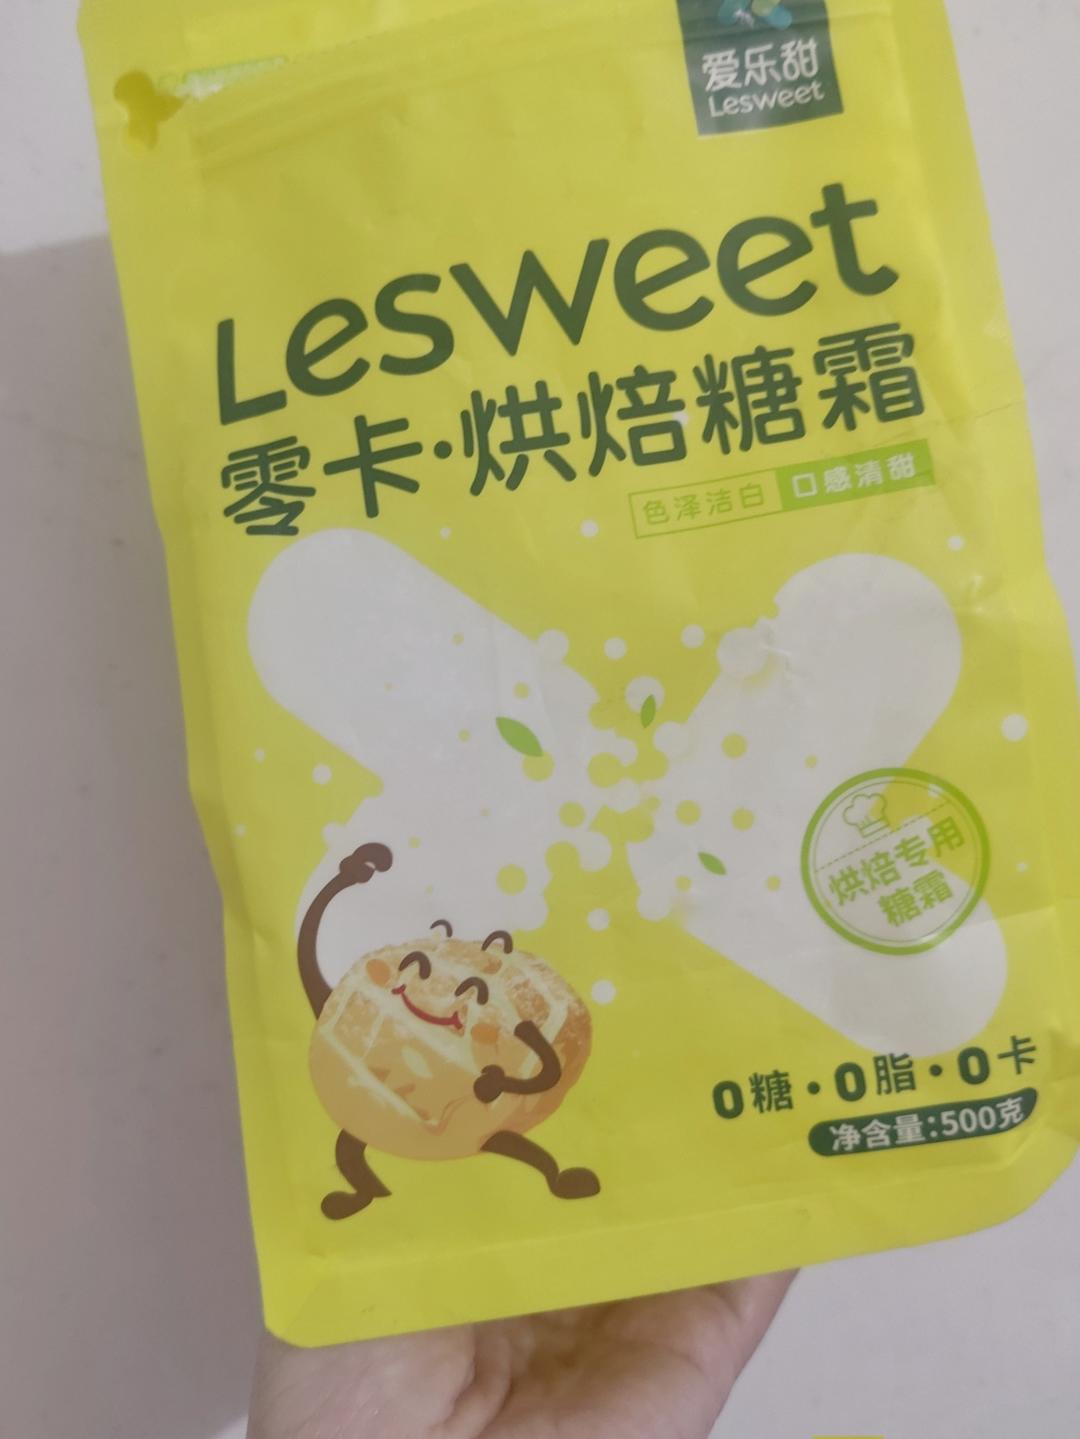 爱乐甜
Lesweet
Lesweet
零卡·烘焙糖霜
色泽洁白 口感清甜
烘焙专用
糖霜
0糖·0脂·0卡
净含量:500克